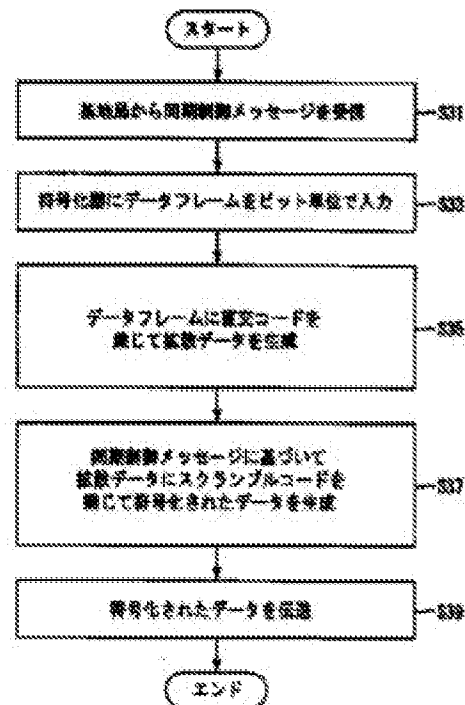 スタート
基地局から同期制御メッセージを受信
S31
符号化器にデータフレームをビット単位で入力
S33
データフレームに直交コードを
乗じて拡散データを生成
S35
同期制御メッセージに基づいて
拡散データにスクランブルコードを
乗じて符号化されたデータを生成
S37
符号化されたデータを伝送
S39
エンド